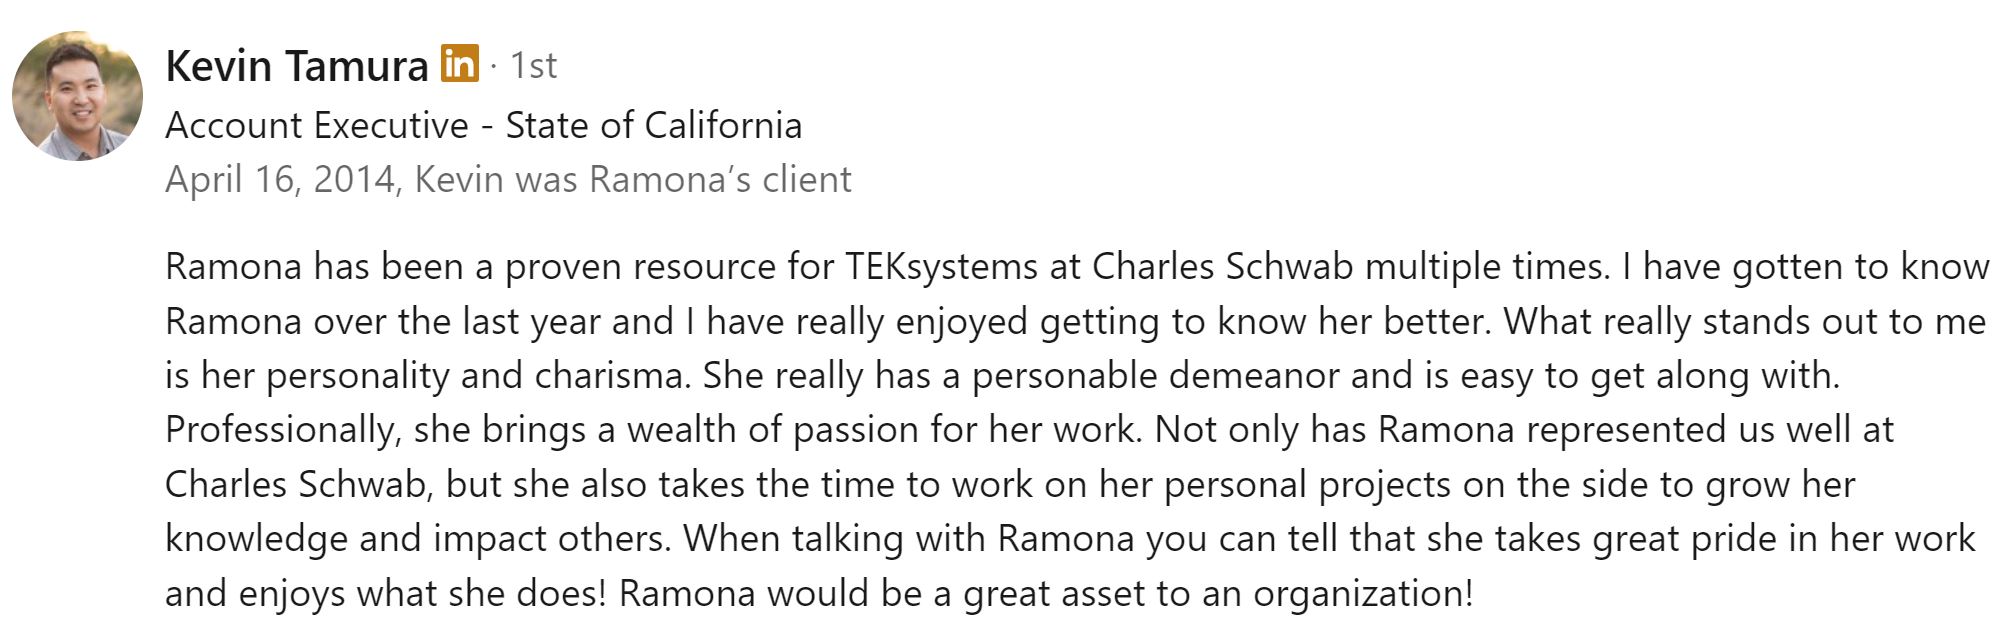 Kevin Tamura in · 1st
Account Executive - State of California
April 16, 2014, Kevin was Ramona’s client
Ramona has been a proven resource for TEKsystems at Charles Schwab multiple times. I have gotten to know
Ramona over the last year and I have really enjoyed getting to know her better. What really stands out to me
is her personality and charisma. She really has a personable demeanor and is easy to get along with.
Professionally, she brings a wealth of passion for her work. Not only has Ramona represented us well at
Charles Schwab, but she also takes the time to work on her personal projects on the side to grow her
knowledge and impact others. When talking with Ramona you can tell that she takes great pride in her work
and enjoys what she does! Ramona would be a great asset to an organization!